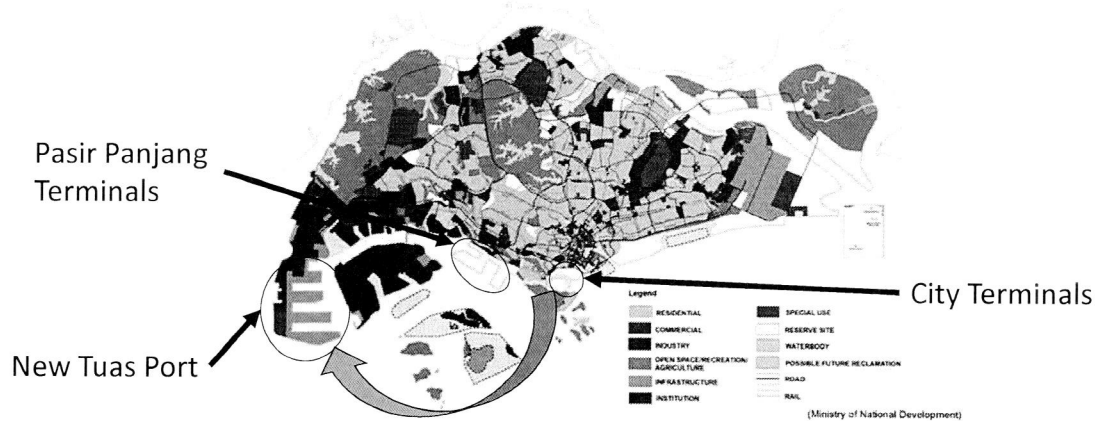 Pasir Panjang
Terminals
City Terminals
New Tuas Port
Legend
RESIDENTIAL
COMMERCIAL
INDUSTRY
OPEN SPACE/RECREATION/
AGRICULTURE
INFRASTRUCTURE
INSTITUTION
SPECIAL USE
RESERVE SITE
WATERBODY
POSSIBLE FUTURE RECLAMATION
ROAD
RAIL
(Ministry of National Development)